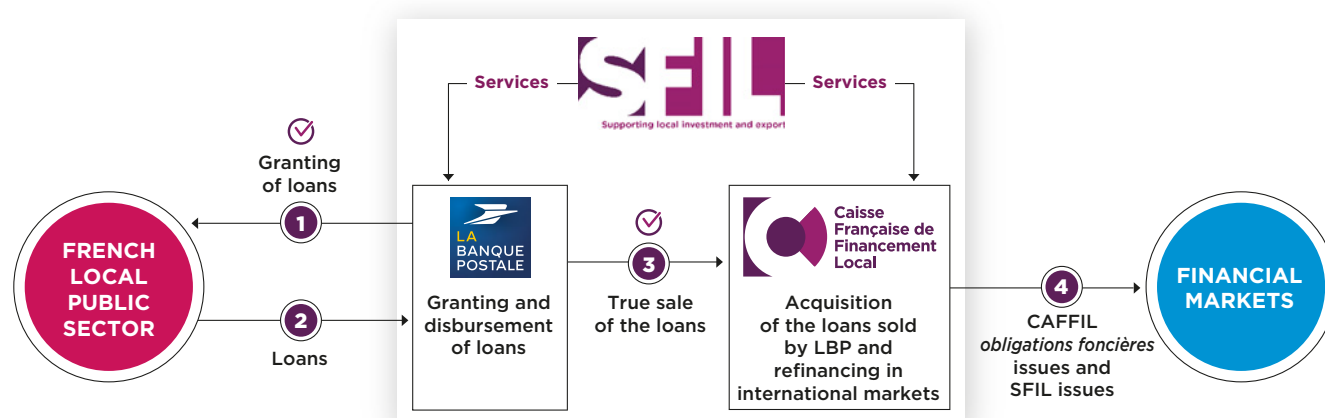 SFIL
Supporting local investment and export
Services
Services
Granting
of loans
1
FRENCH
LOCAL
PUBLIC
SECTOR
2
Loans
LA
BANQUE
POSTALE
Granting and
disbursement
of loans
3
True sale
of the loans
Caisse
Française de
Financement
Local
Acquisition
of the loans sold
by LBP and
refinancing in
international markets
4
CAFFIL
obligations foncières
issues and
SFIL issues
FINANCIAL
MARKETS